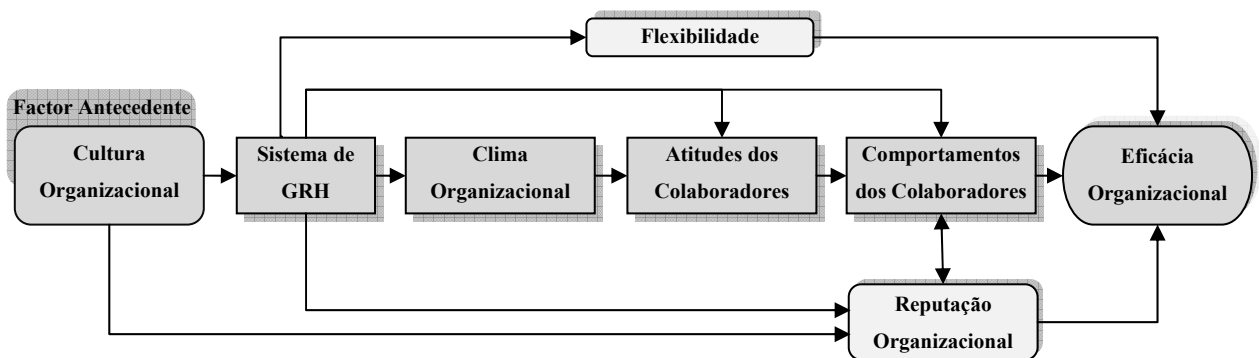 Flexibilidade
Factor Antecedente
Cultura
Organizacional
Sistema de
GRH
Clima
Organizacional
Atitudes dos
Colaboradores
Comportamentos
dos Colaboradores
Eficácia
Organizacional
Reputação
Organizacional